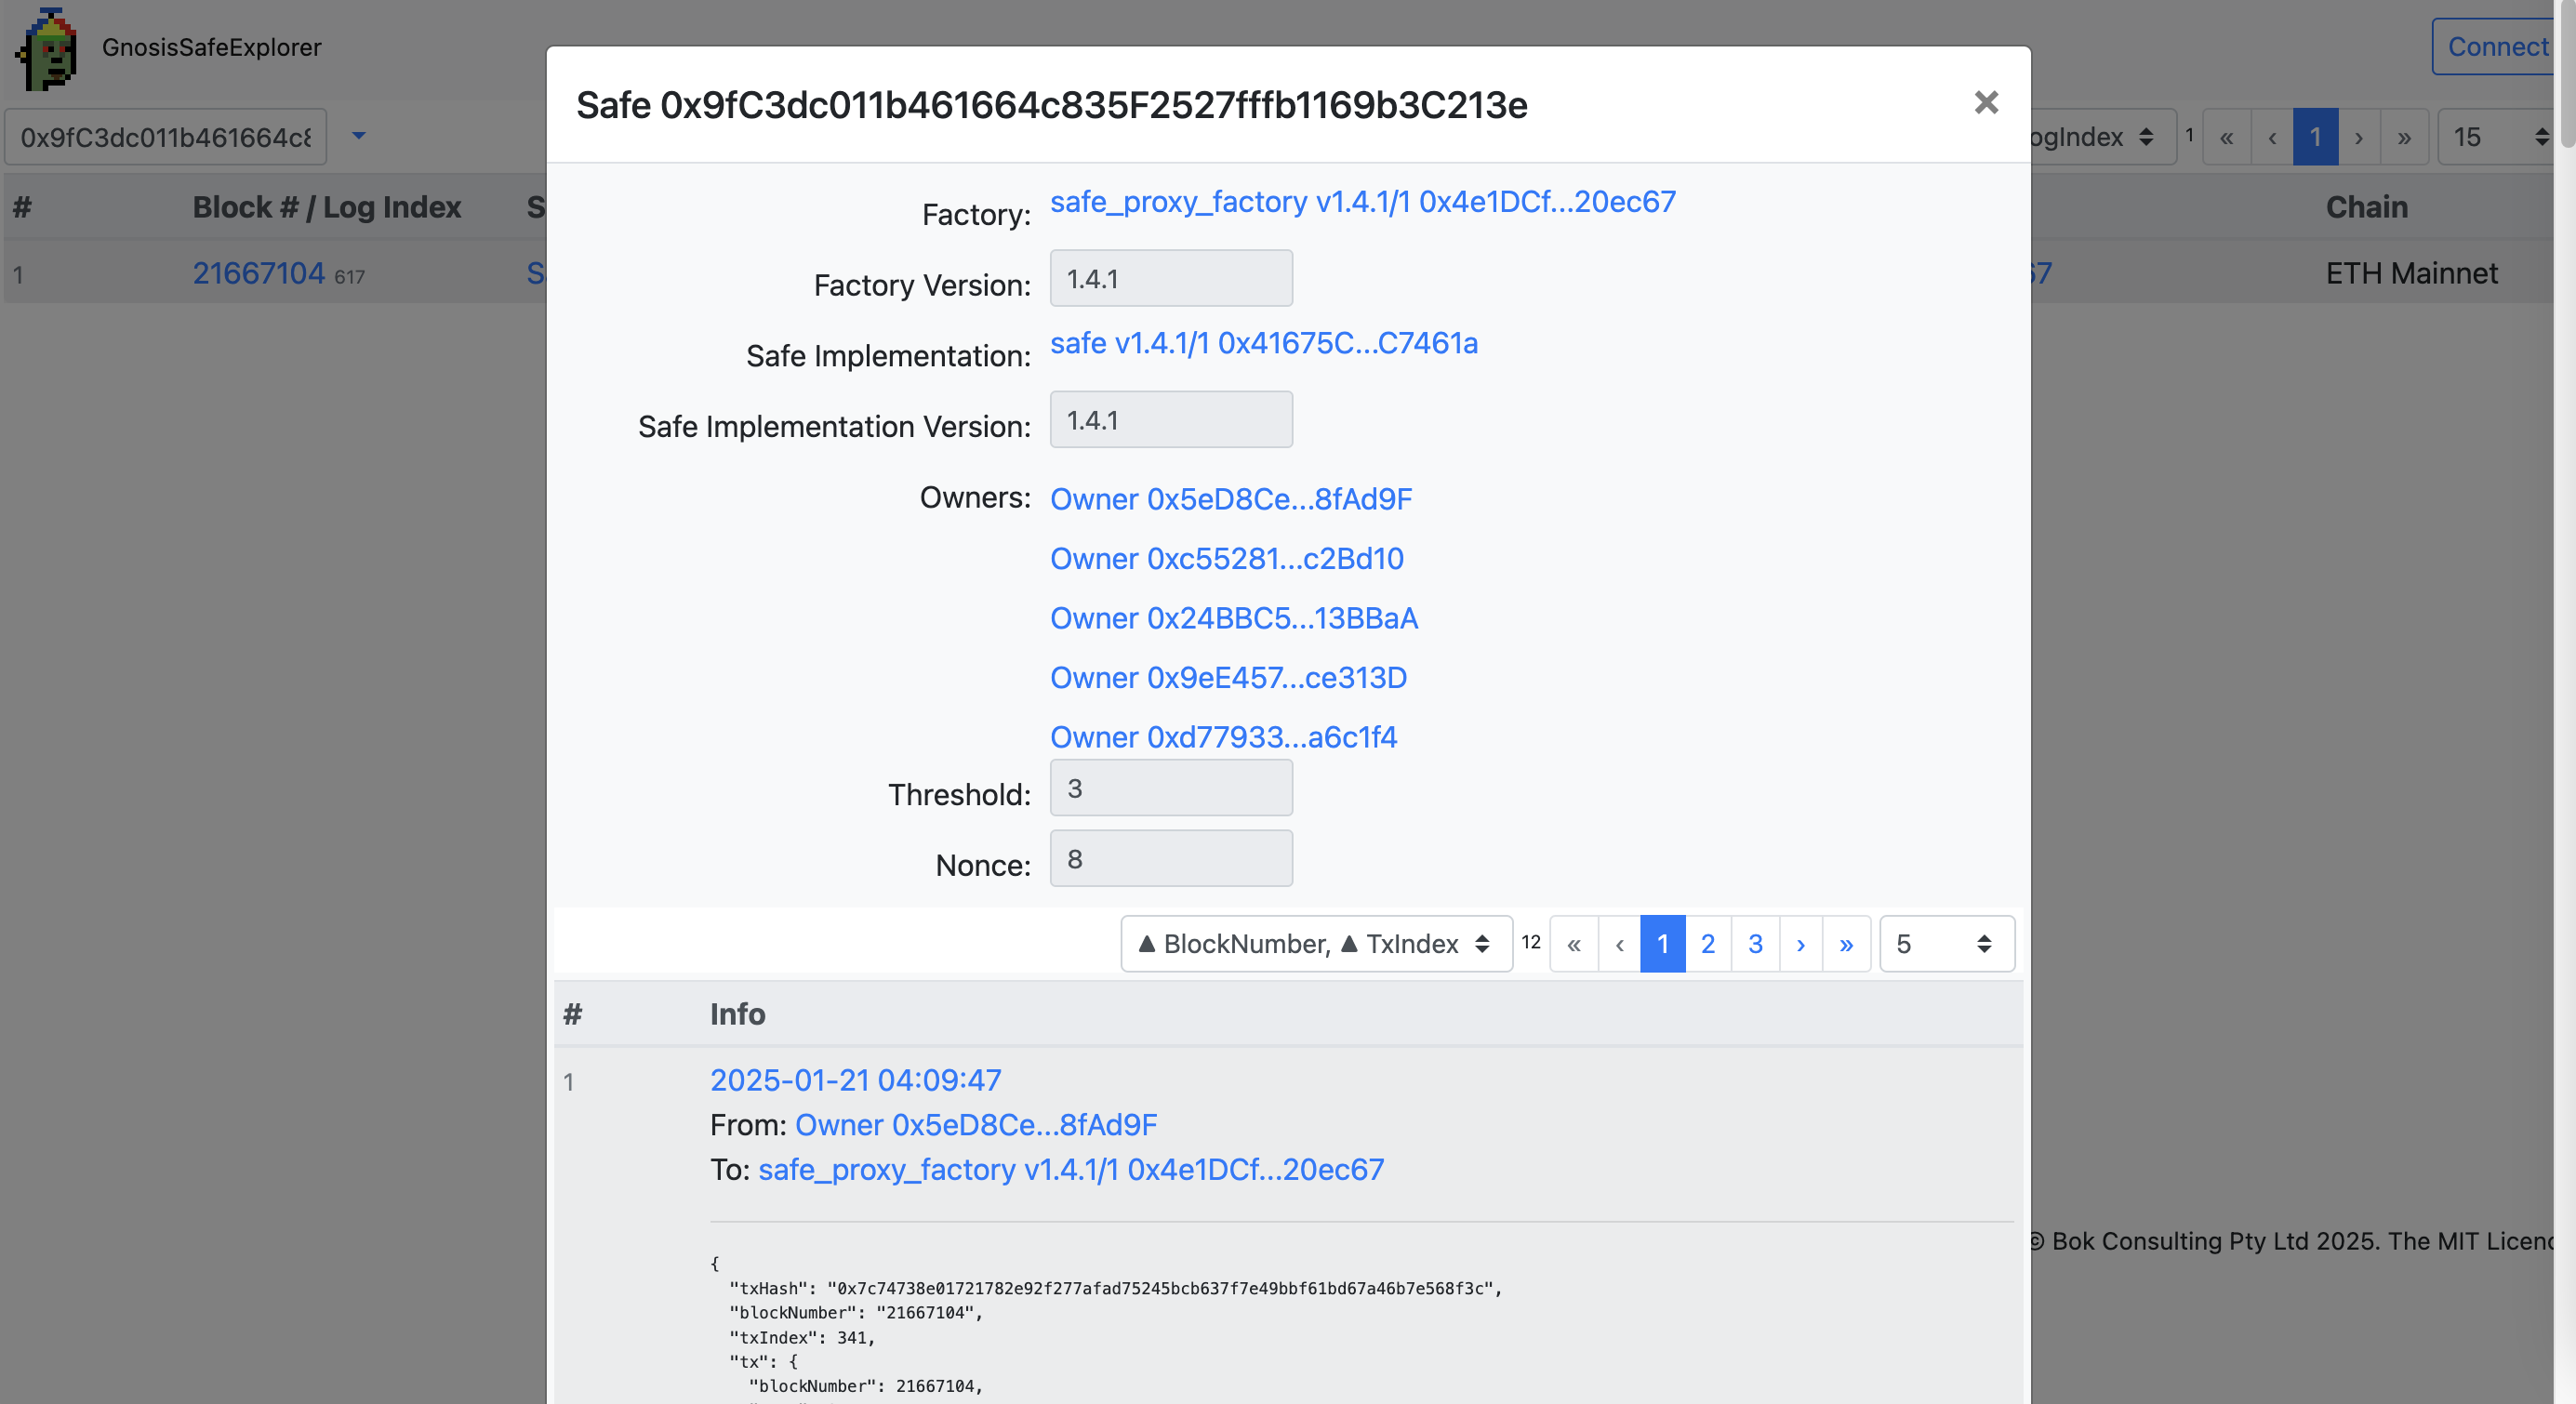 GnosisSafeExplorer
Connect
0x9fC3dc011b461664c8
ogIndex 1 « ‹ 1 › » 15
# Block # / Log Index S Chain
1 21667104 617 S 67 ETH Mainnet
Safe 0x9fC3dc011b461664c835F2527fffb1169b3C213e ×
Factory: safe_proxy_factory v1.4.1/1 0x4e1DCf...20ec67
Factory Version: 1.4.1
Safe Implementation: safe v1.4.1/1 0x41675C...C7461a
Safe Implementation Version: 1.4.1
Owners: Owner 0x5eD8Ce...8fAd9F
Owner 0xc55281...c2Bd10
Owner 0x24BBC5...13BBaA
Owner 0x9eE457...ce313D
Owner 0xd77933...a6c1f4
Threshold: 3
Nonce: 8
▲ BlockNumber, ▲ TxIndex 12 « ‹ 1 2 3 › » 5
# Info
1 2025-01-21 04:09:47
From: Owner 0x5eD8Ce...8fAd9F
To: safe_proxy_factory v1.4.1/1 0x4e1DCf...20ec67
{
"txHash": "0x7c74738e01721782e92f277afad75245bcb637f7e49bbf61bd67a46b7e568f3c",
"blockNumber": "21667104",
"txIndex": 341,
"tx": {
"blockNumber": 21667104,
© Bok Consulting Pty Ltd 2025. The MIT Licenc